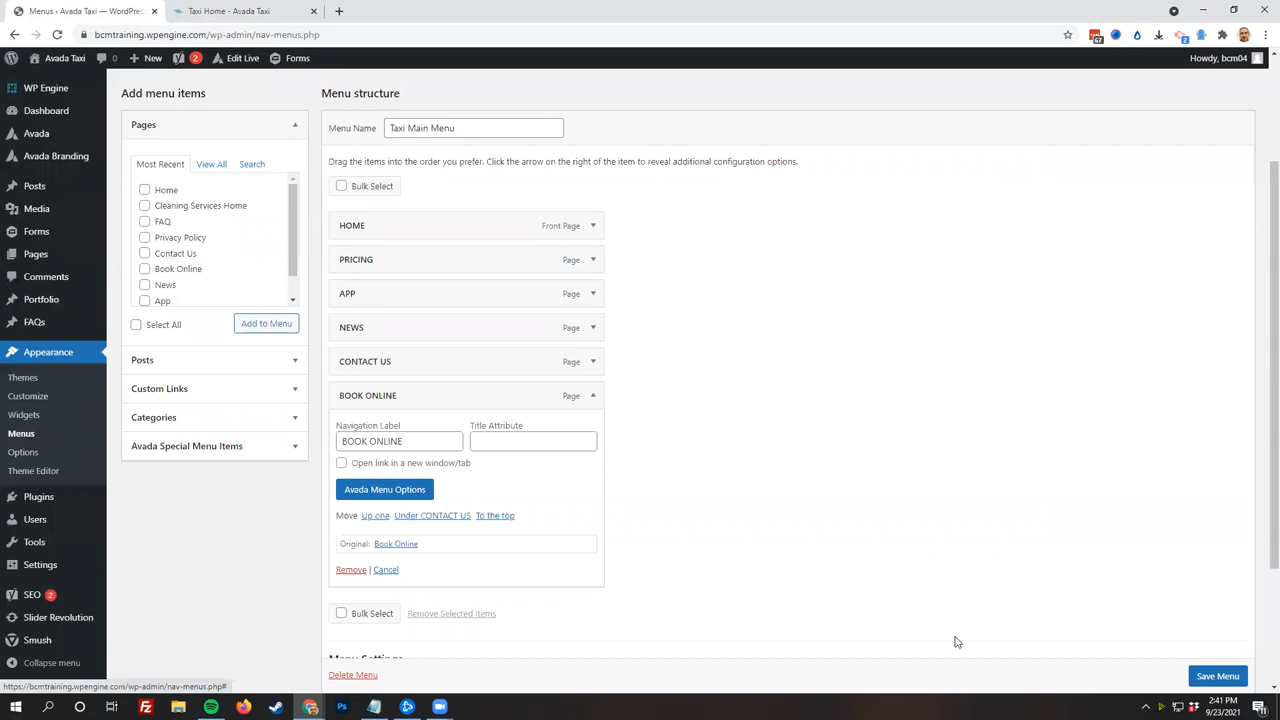 Menus ‹ Avada Taxi — WordPres
Taxi Home - Avada Taxi
bcmtraining.wpengine.com/wp-admin/nav-menus.php
67
2
Avada Taxi
0
New
2
Edit Live
Forms
Howdy, bcm04
WP Engine
Dashboard
Avada
Avada Branding
Posts
Media
Forms
Pages
Comments
Portfolio
FAQs
Appearance
Themes
Customize
Widgets
Menus
Options
Theme Editor
Plugins
Users
Tools
Settings
SEO 2
Slider Revolution
Smush
Collapse menu
Add menu items
Pages
Most Recent
View All
Search
Home
Cleaning Services Home
FAQ
Privacy Policy
Contact Us
Book Online
News
App
Select All
Add to Menu
Posts
Custom Links
Categories
Avada Special Menu Items
Menu structure
Menu Name
Taxi Main Menu
Drag the items into the order you prefer. Click the arrow on the right of the item to reveal additional configuration options.
Bulk Select
HOME Front Page
PRICING Page
APP Page
NEWS Page
CONTACT US Page
BOOK ONLINE Page
Navigation Label Title Attribute
BOOK ONLINE
Open link in a new window/tab
Avada Menu Options
Move Up one Under CONTACT US To the top
Original: Book Online
Remove | Cancel
Bulk Select Remove Selected Items
Menu Settings
Delete Menu
Save Menu
https://bcmtraining.wpengine.com/wp-admin/nav-menus.php#
2:41 PM
9/23/2021
11